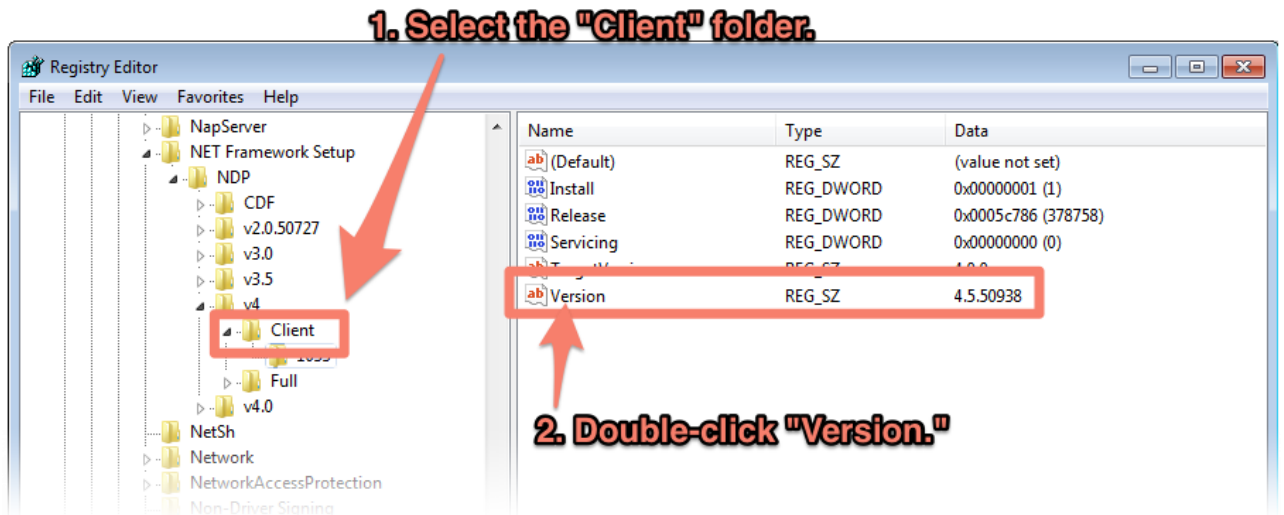 1. Select the "Client" folder.
Registry Editor
File Edit View Favorites Help
NapServer
NET Framework Setup
NDP
CDF
v2.0.50727
v3.0
v3.5
v4
Client
Full
v4.0
NetSh
Network
NetworkAccessProtection
Non-Driver Signing
Name Type Data
(Default) REG_SZ (value not set)
Install REG_DWORD 0x00000001 (1)
Release REG_DWORD 0x0005c786 (378758)
Servicing REG_DWORD 0x00000000 (0)
REG_SZ
Version REG_SZ 4.5.50938
2. Double-click "Version."